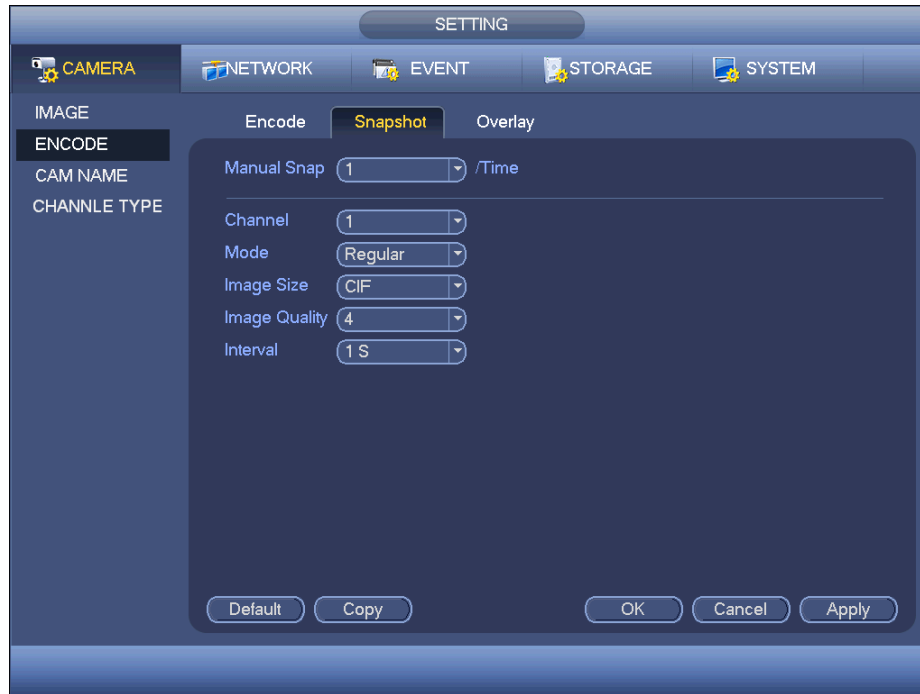 SETTING
CAMERA NETWORK EVENT STORAGE SYSTEM
IMAGE
ENCODE
CAM NAME
CHANNLE TYPE
Encode Snapshot Overlay
Manual Snap 1 /Time
Channel 1
Mode Regular
Image Size CIF
Image Quality 4
Interval 1 S
Default Copy OK Cancel Apply